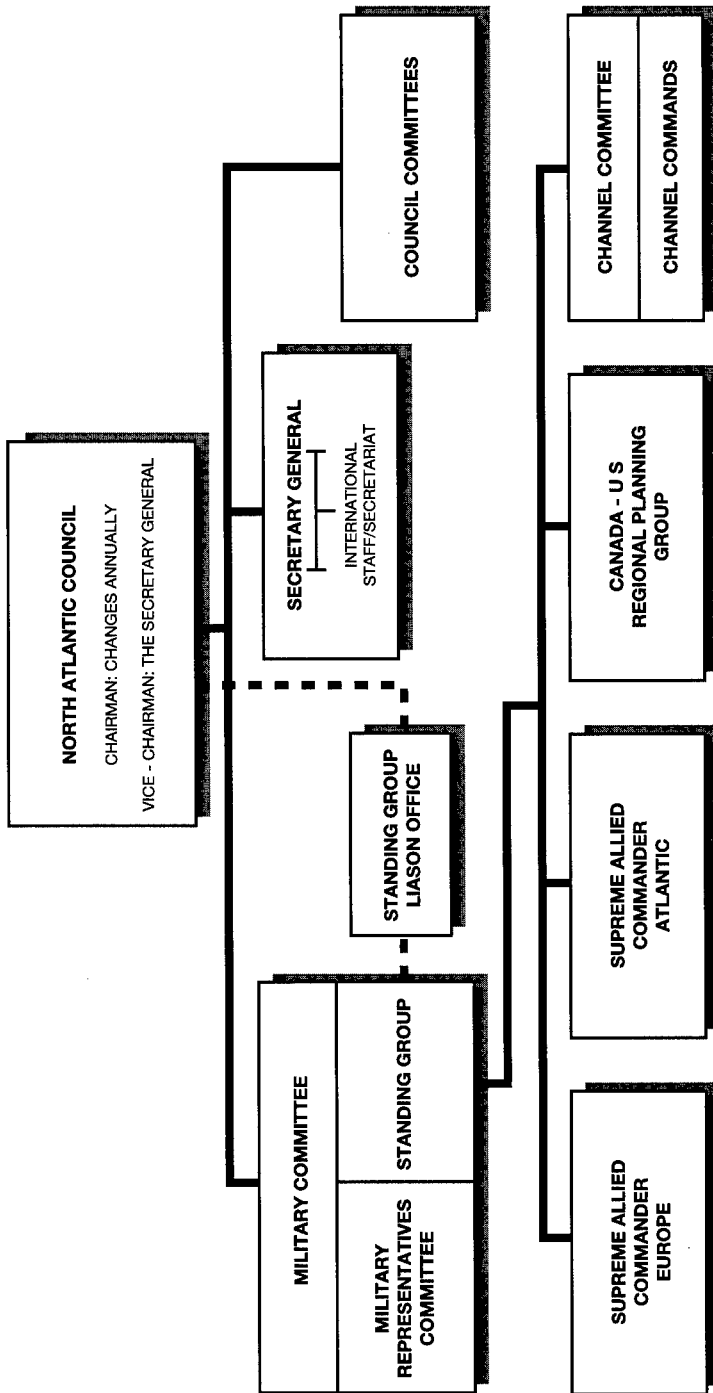 NORTH ATLANTIC COUNCIL
CHAIRMAN: CHANGES ANNUALLY
VICE - CHAIRMAN: THE SECRETARY GENERAL
MILITARY COMMITTEE
MILITARY
REPRESENTATIVES
COMMITTEE
STANDING GROUP
STANDING GROUP
LIASON OFFICE
SECRETARY GENERAL
INTERNATIONAL
STAFF/SECRETARIAT
COUNCIL COMMITTEES
SUPREME ALLIED
COMMANDER
EUROPE
SUPREME ALLIED
COMMANDER
ATLANTIC
CANADA - U S
REGIONAL PLANNING
GROUP
CHANNEL COMMITTEE
CHANNEL COMMANDS